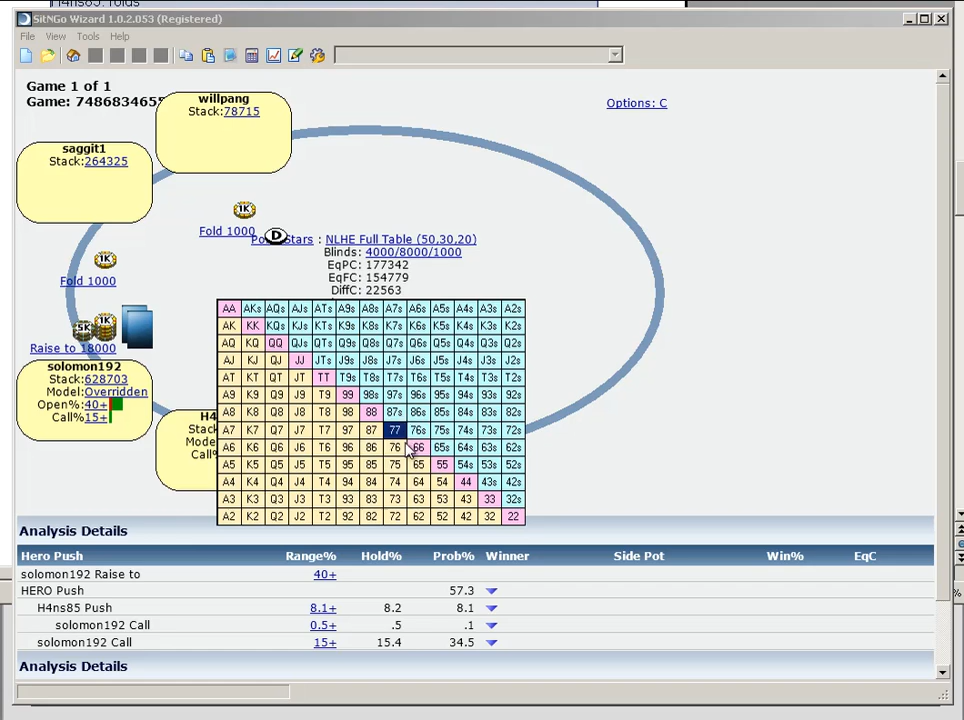 H4ns85: folds
SitNGo Wizard 1.0.2.053 (Registered)
File View Tools Help
Game 1 of 1
Game: 7486834655
willpang
Stack:78715
Options: C
saggit1
Stack:264325
1K
Fold 1000
D
Stars : NLHE Full Table (50,30,20)
Blinds: 4000/8000/1000
EqPC: 177342
EqFC: 154779
DiffC: 22563
1K
Fold 1000
5K 1K
Raise to 18000
solomon192
Stack:628703
Model:Overridden
Open%:40+
Call%:15+
H4
Stac
Mode
Call%
AA AKs AQs AJs ATs A9s A8s A7s A6s A5s A4s A3s A2s
AK KK KQs KJs KTs K9s K8s K7s K6s K5s K4s K3s K2s
AQ KQ QQ QJs QTs Q9s Q8s Q7s Q6s Q5s Q4s Q3s Q2s
AJ KJ QJ JJ JTs J9s J8s J7s J6s J5s J4s J3s J2s
AT KT QT JT TT T9s T8s T7s T6s T5s T4s T3s T2s
A9 K9 Q9 J9 T9 99 98s 97s 96s 95s 94s 93s 92s
A8 K8 Q8 J8 T8 98 88 87s 86s 85s 84s 83s 82s
A7 K7 Q7 J7 T7 97 87 77 76s 75s 74s 73s 72s
A6 K6 Q6 J6 T6 96 86 76 66 65s 64s 63s 62s
A5 K5 Q5 J5 T5 95 85 75 65 55 54s 53s 52s
A4 K4 Q4 J4 T4 94 84 74 64 54 44 43s 42s
A3 K3 Q3 J3 T3 93 83 73 63 53 43 33 32s
A2 K2 Q2 J2 T2 92 82 72 62 52 42 32 22
Analysis Details
Hero Push Range% Hold% Prob% Winner Side Pot Win% EqC
solomon192 Raise to 40+
HERO Push 57.3
H4ns85 Push 8.1+ 8.2 8.1
solomon192 Call 0.5+ .5 .1
solomon192 Call 15+ 15.4 34.5
Analysis Details
%